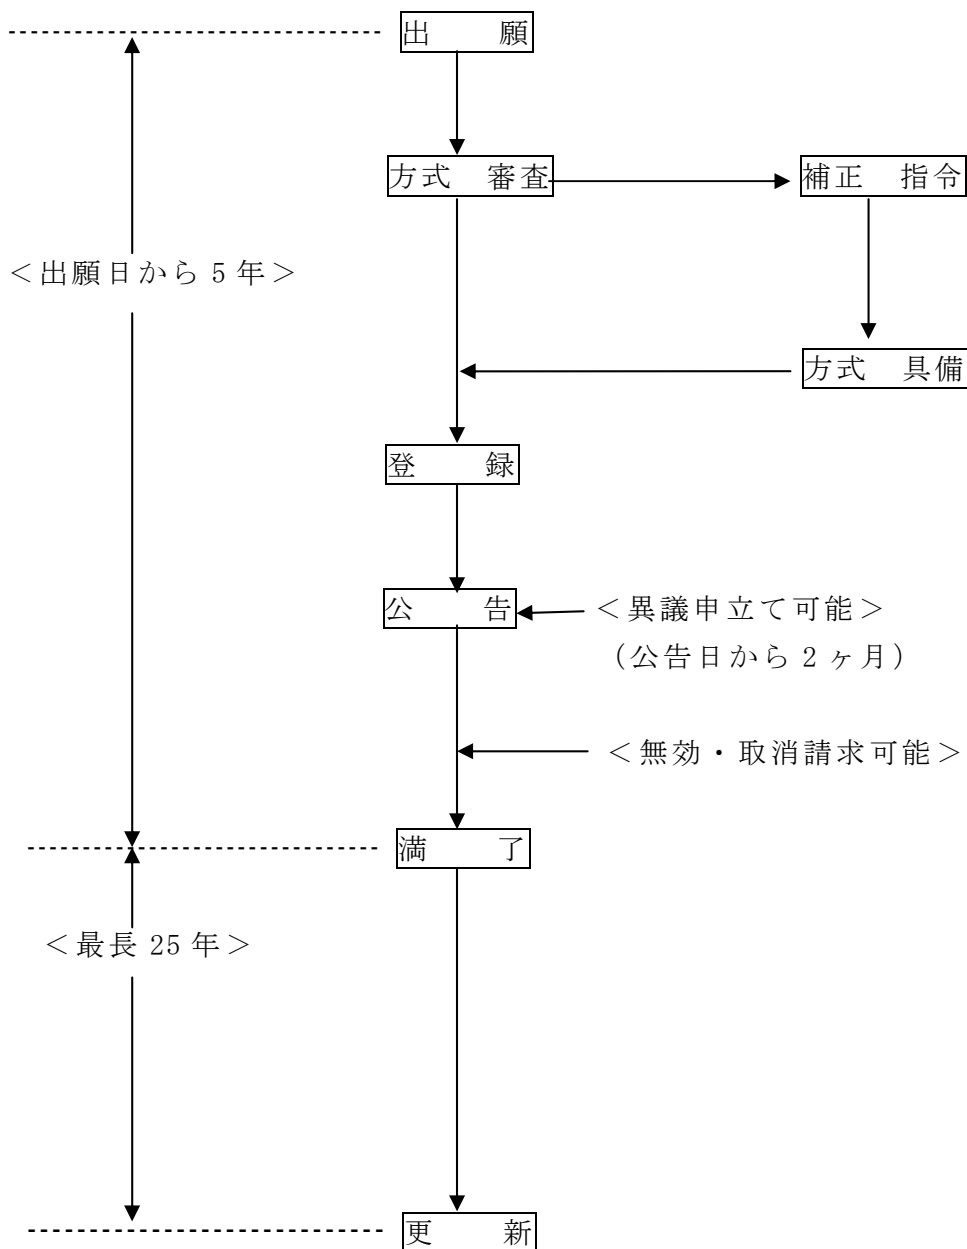 出　　願
方式　審査
補正　指令
＜出願日から 5 年＞
方式　具備
登　　録
公　　告
＜異議申立て可能＞
（公告日から 2 ヶ月）
＜無効・取消請求可能＞
満　　了
＜最長 25 年＞
更　　新